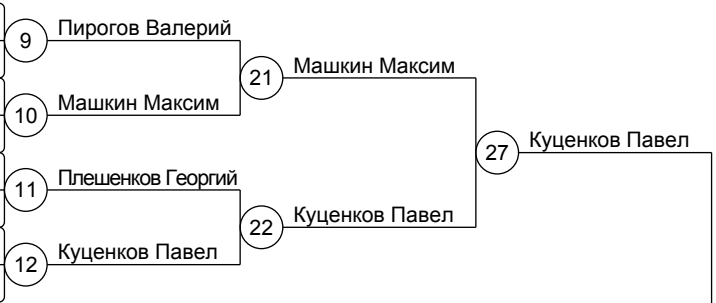 9 Пирогов Валерий
21 Машкин Максим
10 Машкин Максим
27 Куценков Павел
11 Плешенков Георгий
22 Куценков Павел
12 Куценков Павел